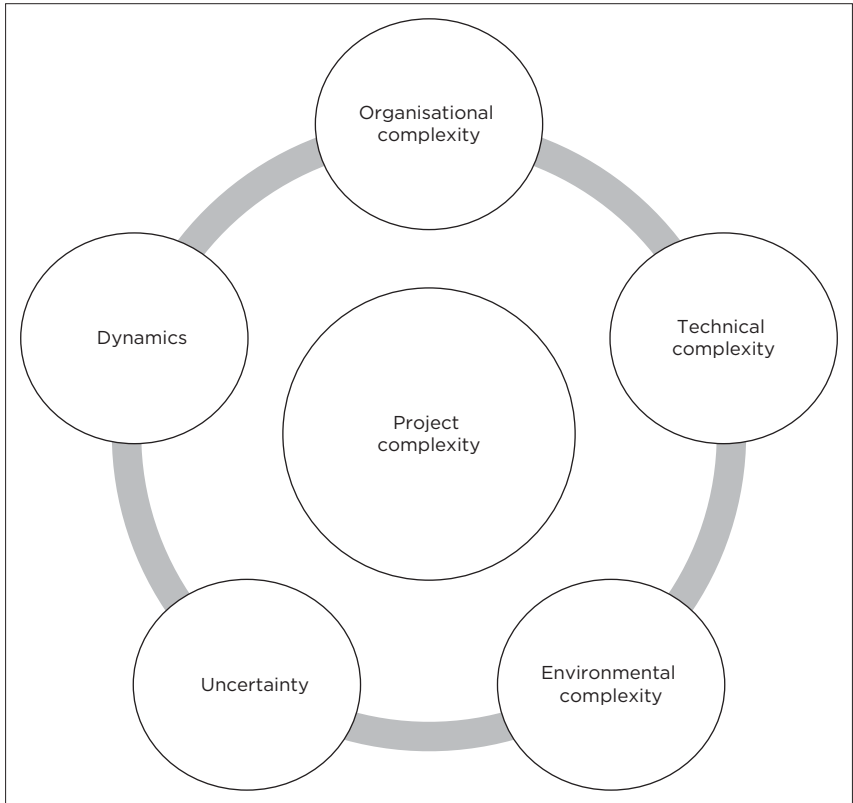 Organisational
complexity
Technical
complexity
Dynamics
Project
complexity
Uncertainty
Environmental
complexity